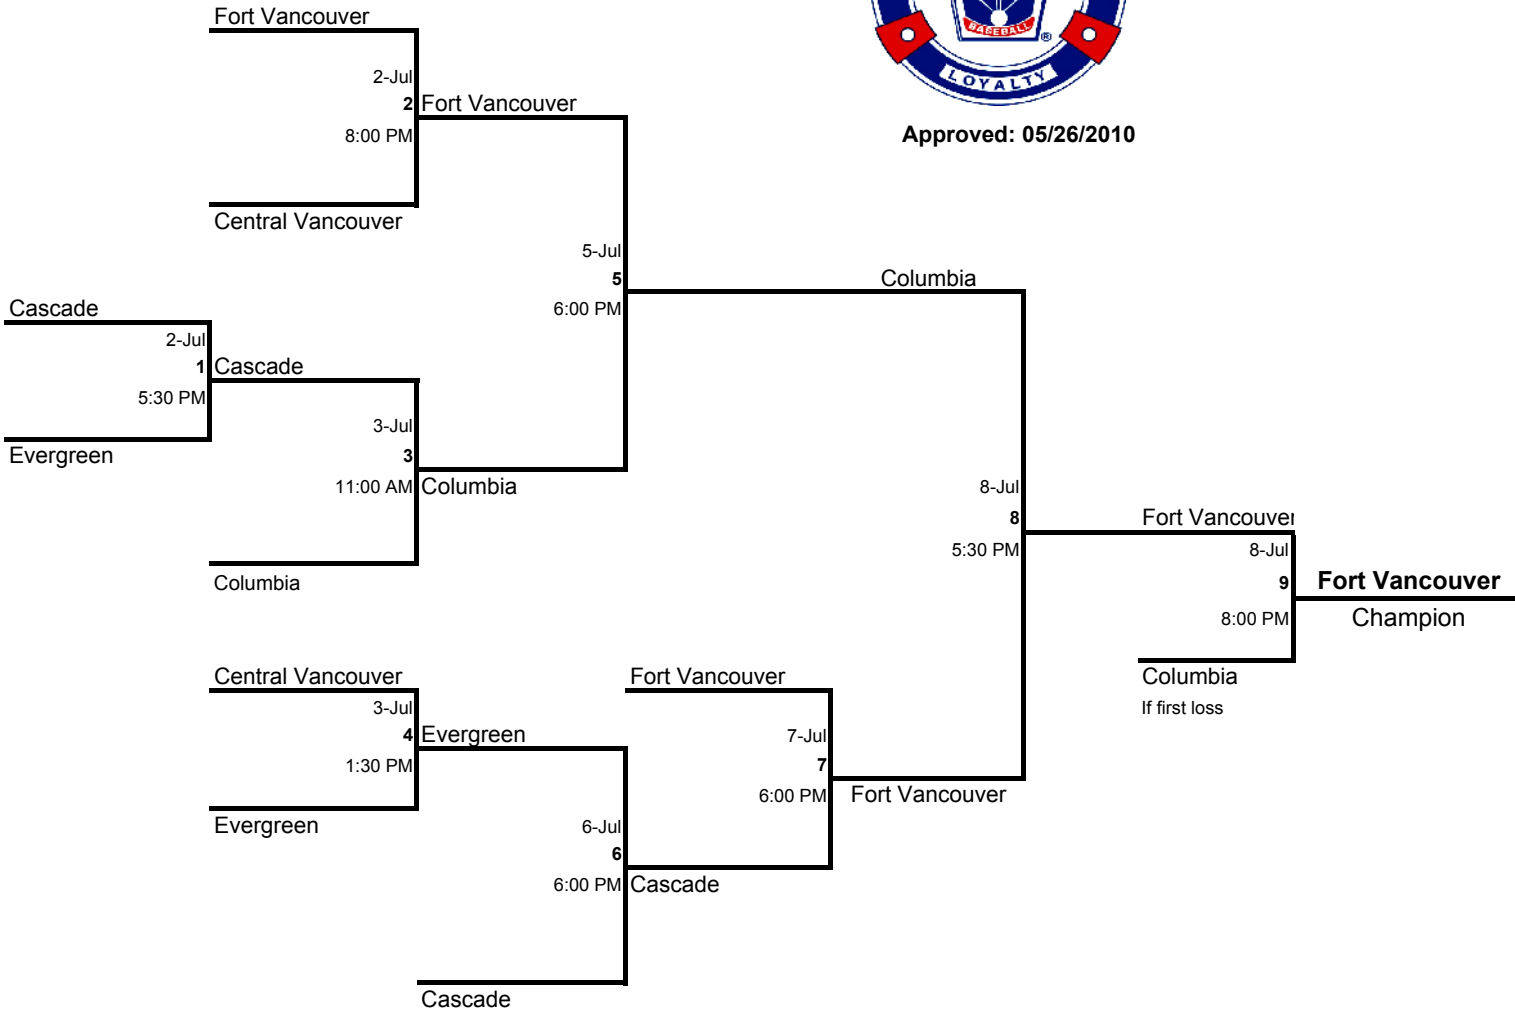 Fort Vancouver
BASEBALL
®
LOYALTY
Approved: 05/26/2010
2-Jul
2 Fort Vancouver
8:00 PM
Central Vancouver
5-Jul
5
6:00 PM
Columbia
Cascade
2-Jul
1 Cascade
5:30 PM
Evergreen
3-Jul
3
11:00 AM Columbia
Columbia
8-Jul
8
5:30 PM
Fort Vancouver
8-Jul
9
8:00 PM
Fort Vancouver
Champion
Columbia
If first loss
Central Vancouver
3-Jul
4 Evergreen
1:30 PM
Evergreen
Fort Vancouver
7-Jul
7
6:00 PM Fort Vancouver
6-Jul
6
6:00 PM Cascade
Cascade